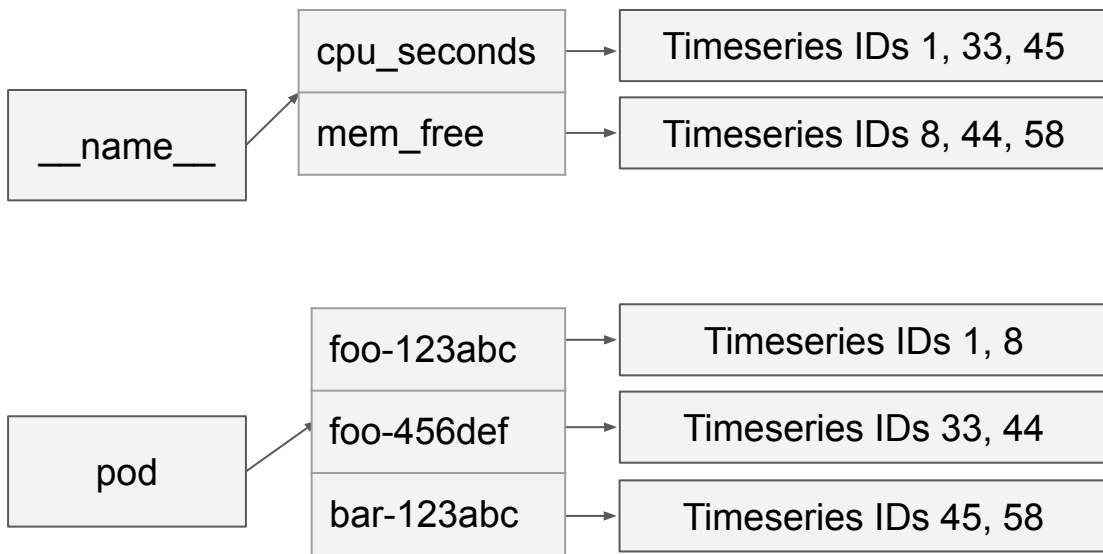 __name__
cpu_seconds
Timeseries IDs 1, 33, 45
mem_free
Timeseries IDs 8, 44, 58
pod
foo-123abc
Timeseries IDs 1, 8
foo-456def
Timeseries IDs 33, 44
bar-123abc
Timeseries IDs 45, 58